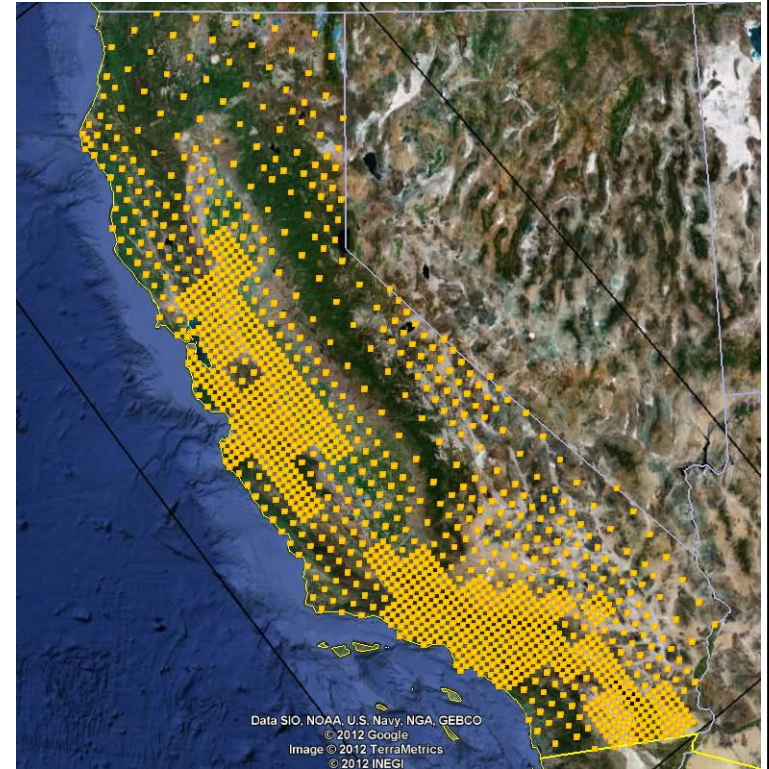 Data SIO, NOAA, U.S. Navy, NGA, GEBCO
© 2012 Google
Image © 2012 TerraMetrics
© 2012 INEGI